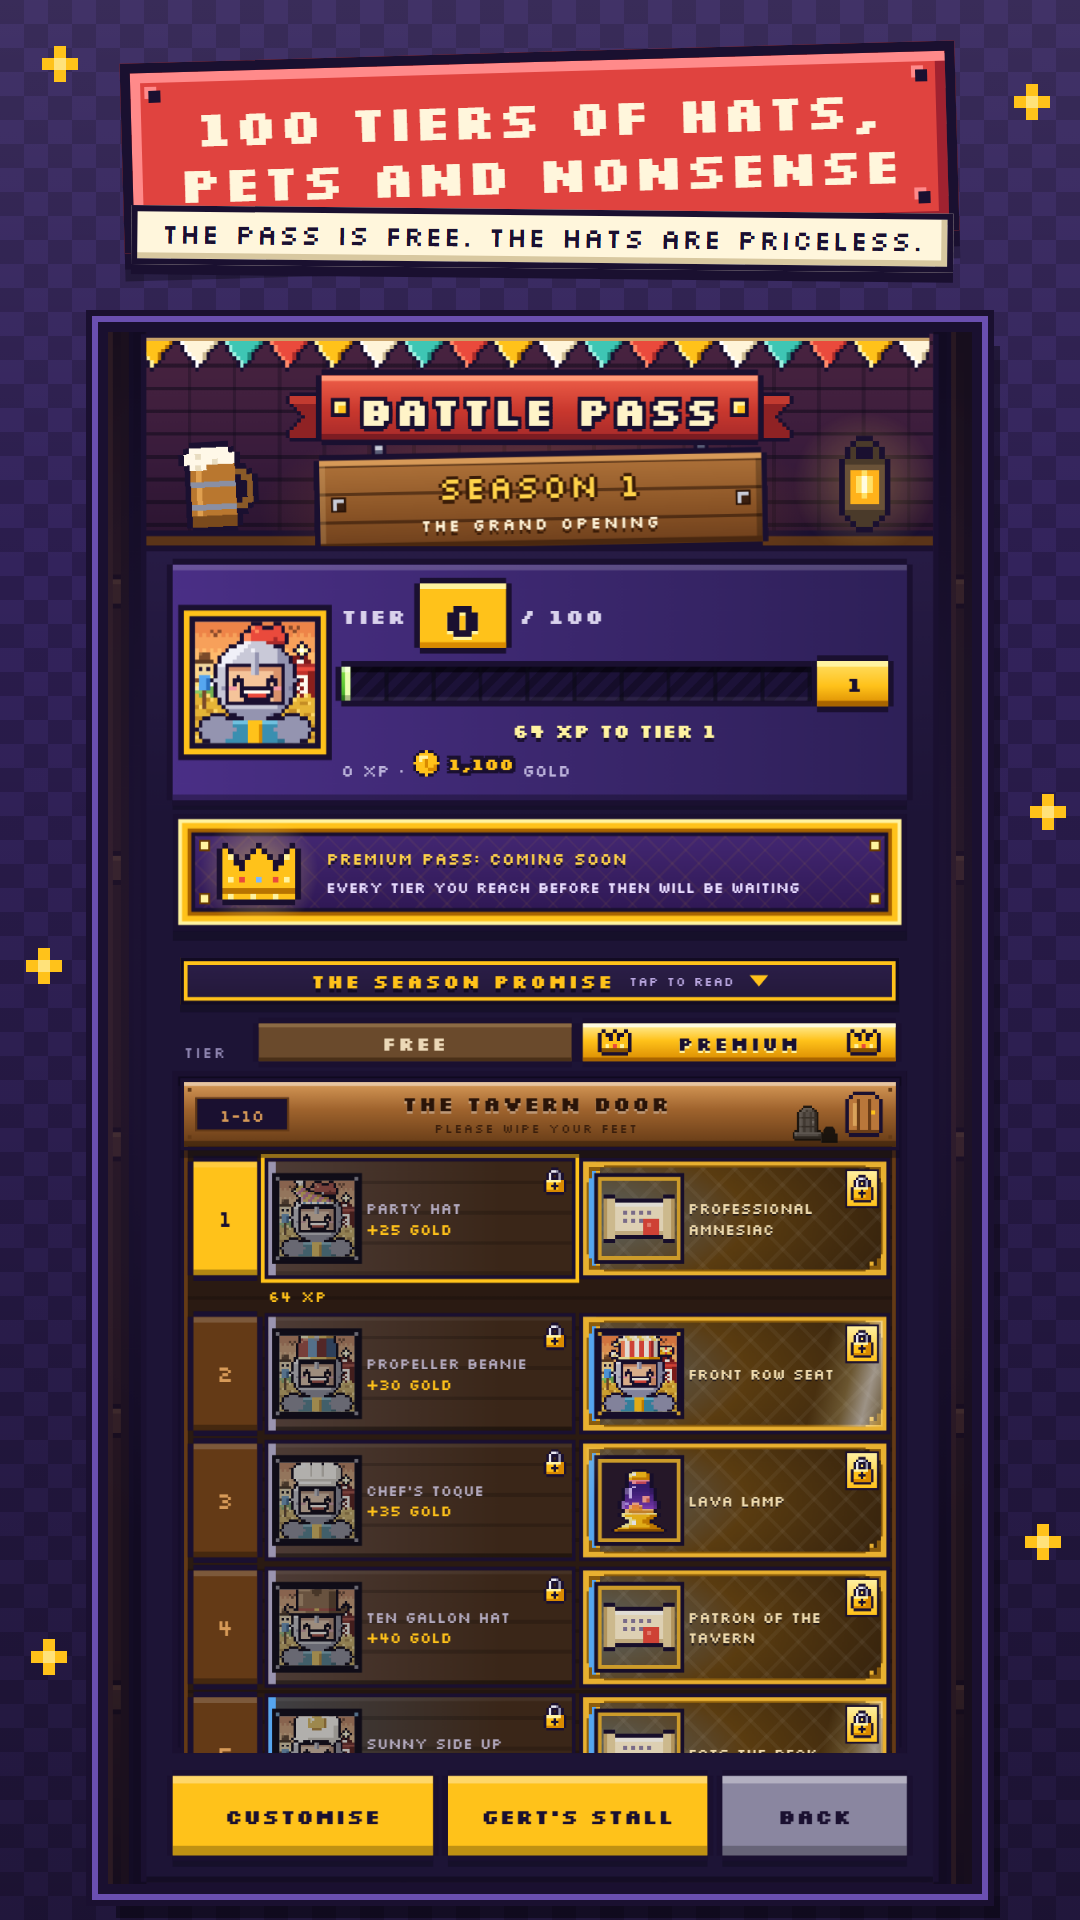 100 TIERS OF HATS,
PETS AND NONSENSE
THE PASS IS FREE. THE HATS ARE PRICELESS.
BATTLE PASS
SEASON 1
THE GRAND OPENING
TIER 0 / 100
1
64 XP TO TIER 1
0 XP · 1,100 GOLD
PREMIUM PASS: COMING SOON
EVERY TIER YOU REACH BEFORE THEN WILL BE WAITING
THE SEASON PROMISE TAP TO READ
TIER FREE PREMIUM
1-10
THE TAVERN DOOR
PLEASE WIPE YOUR FEET
1
PARTY HAT
+25 GOLD
PROFESSIONAL
AMNESIAC
64 XP
2
PROPELLER BEANIE
+30 GOLD
FRONT ROW SEAT
3
CHEF'S TOQUE
+35 GOLD
LAVA LAMP
4
TEN GALLON HAT
+40 GOLD
PATRON OF THE
TAVERN
SUNNY SIDE UP
CUSTOMISE
GERT'S STALL
BACK